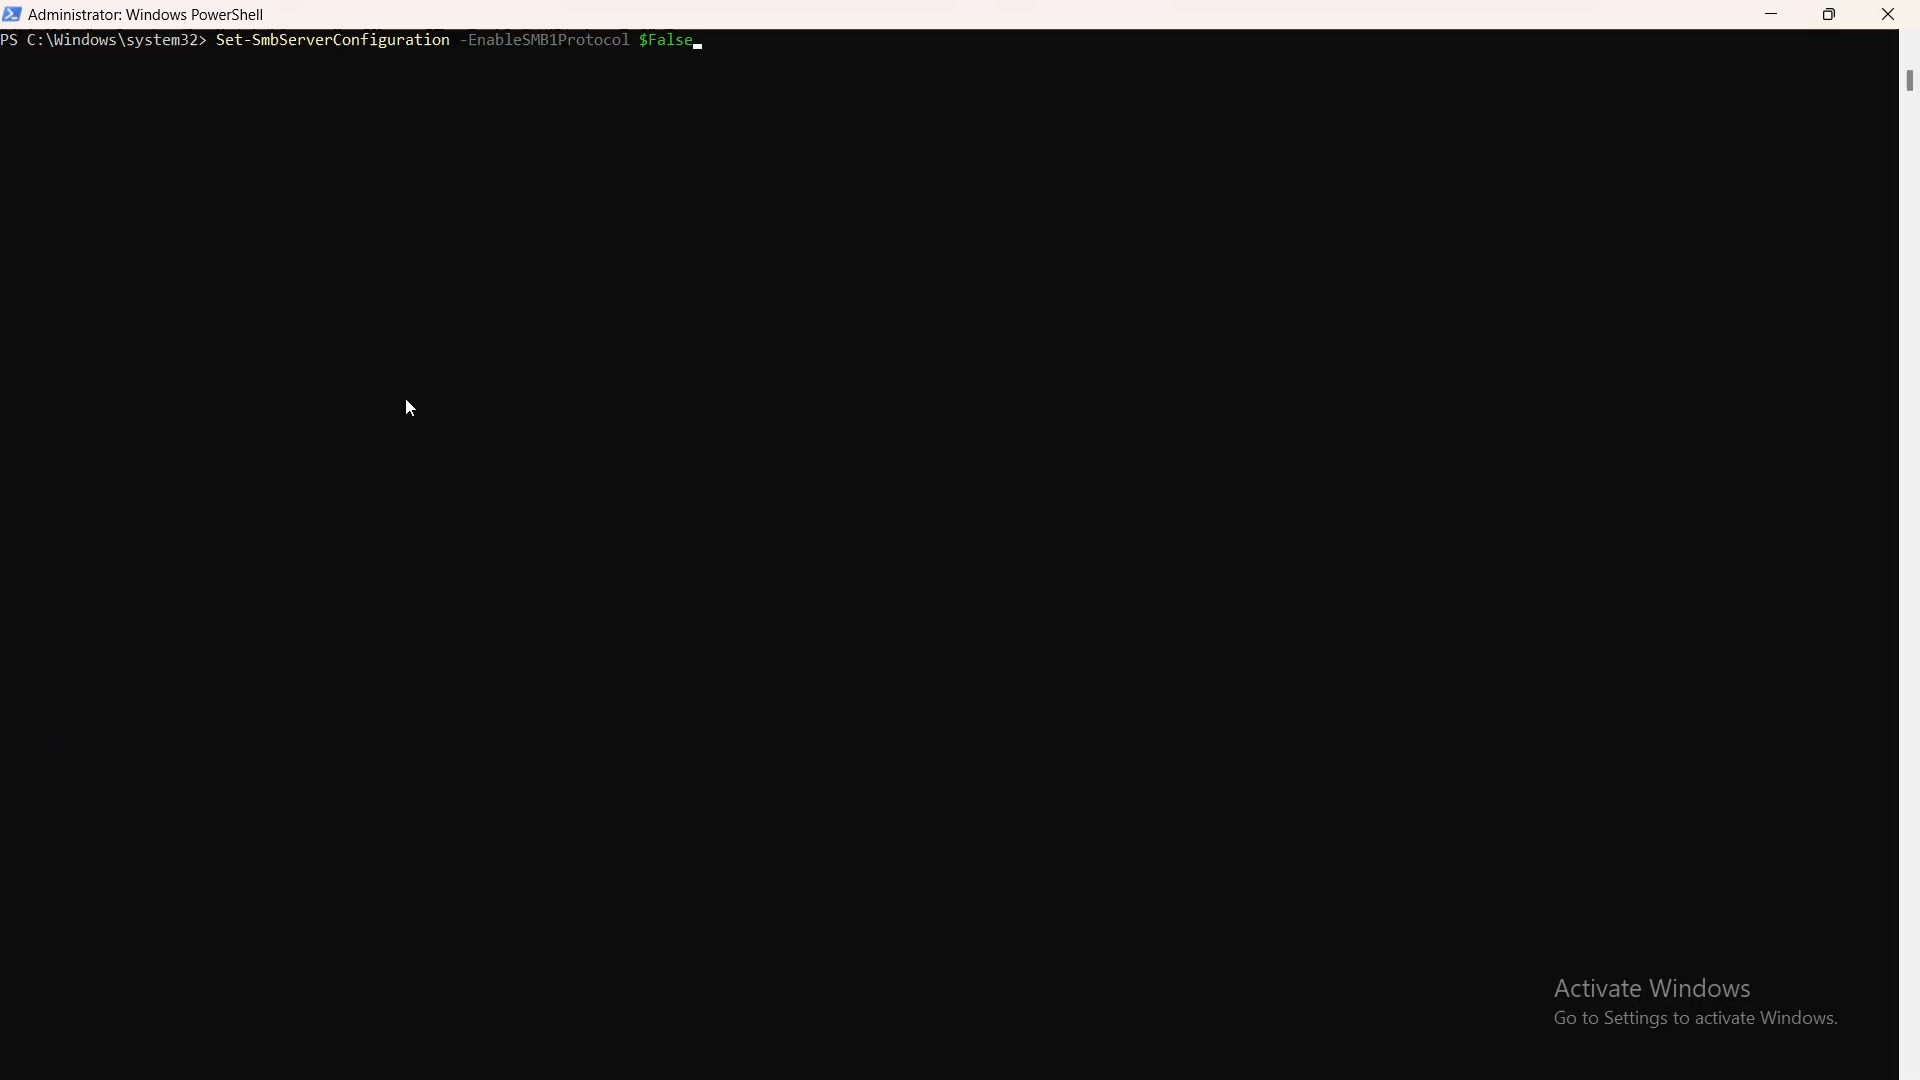 Administrator: Windows PowerShell
PS C:\Windows\system32> Set-SmbServerConfiguration -EnableSMB1Protocol $False
Activate Windows
Go to Settings to activate Windows.